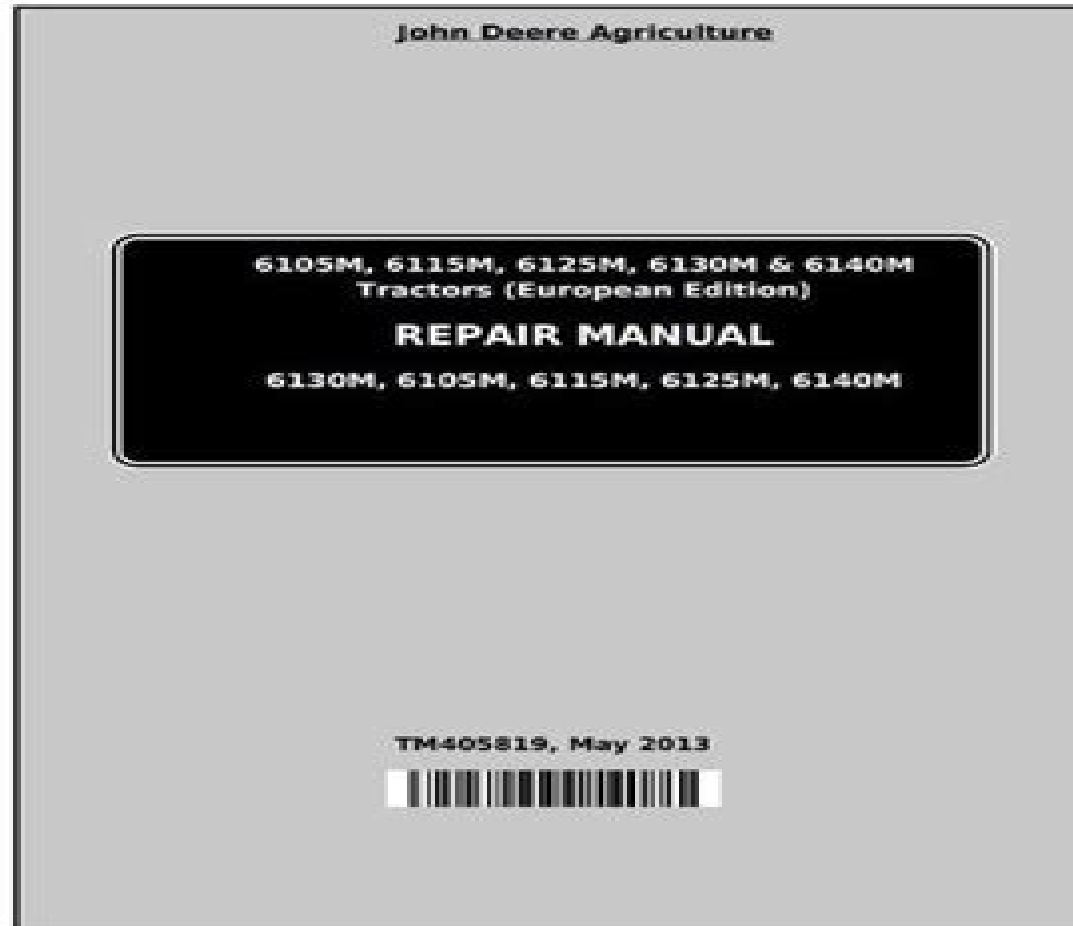 John Deere Agriculture
6105M, 6115M, 6125M, 6130M & 6140M
Tractors (European Edition)
REPAIR MANUAL
6130M, 6105M, 6115M, 6125M, 6140M
TM405819, May 2013